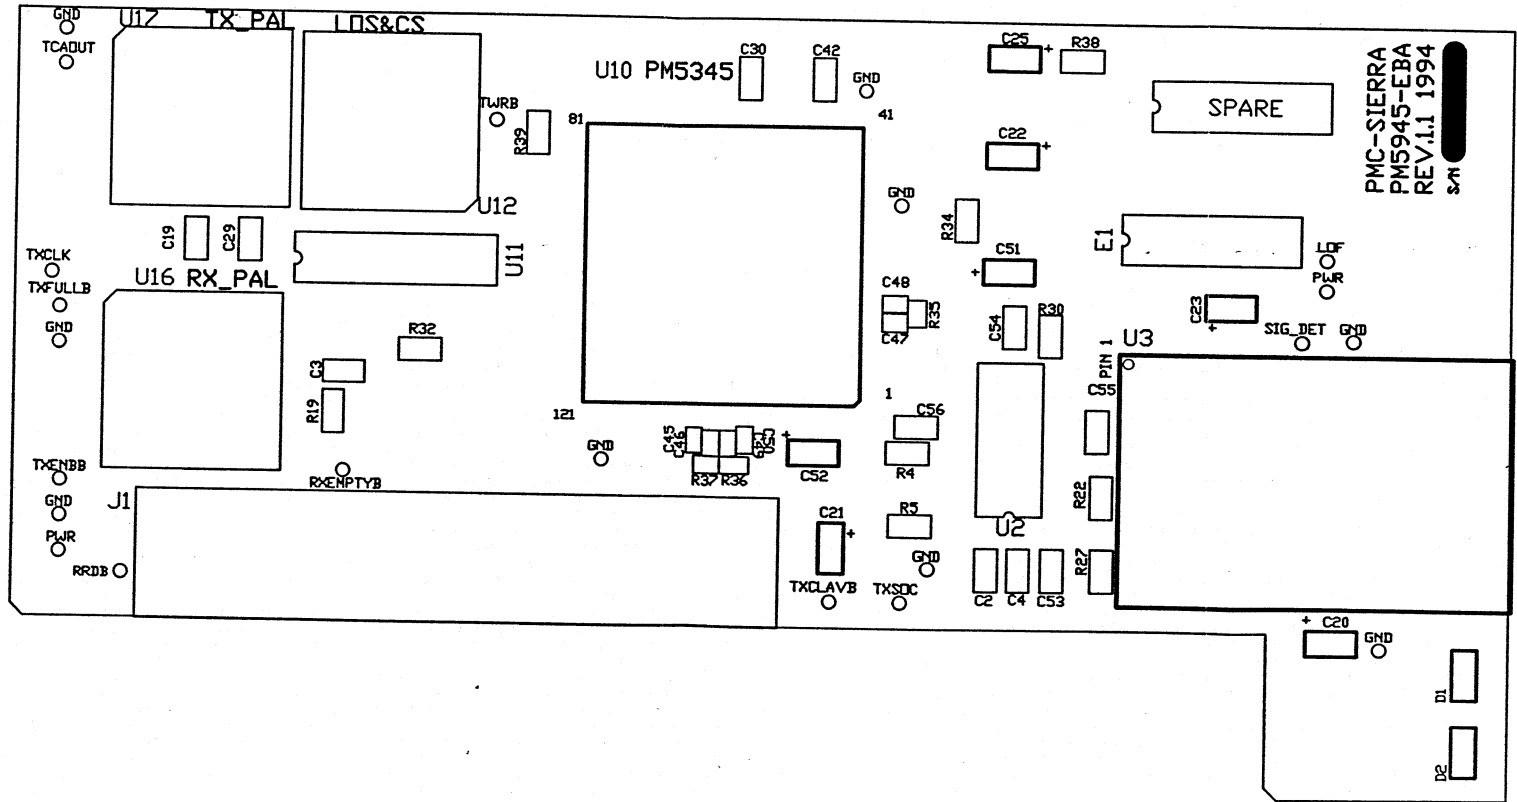 GND
U17
TX_PAL
LOS&CS
TCAOUT
U10 PM5345
C30
C42
GND
C25
+
R38
SPARE
PMC-SIERRA
PM5945-EBA
REV.1.1 1994
S/N
TWRB
R39
81
41
C22
+
U12
GND
R34
C19
C29
U11
E1
LOF
PWR
TXCLK
U16 RX_PAL
TXFULLB
GND
C51
+
C48
R35
C47
C54
R30
C23
+
SIG_DET
GND
R32
U3
PIN 1
C3
R19
121
1
C56
C55
C45
C46
C50
C49
+
C52
GND
R4
R37
R36
TXENBB
GND
PWR
RRDB
RXEMPTYB
J1
C21
+
R5
U2
R22
GND
R27
TXCLAVB
TXSOC
C2
C4
C53
+
C20
GND
D1
D2